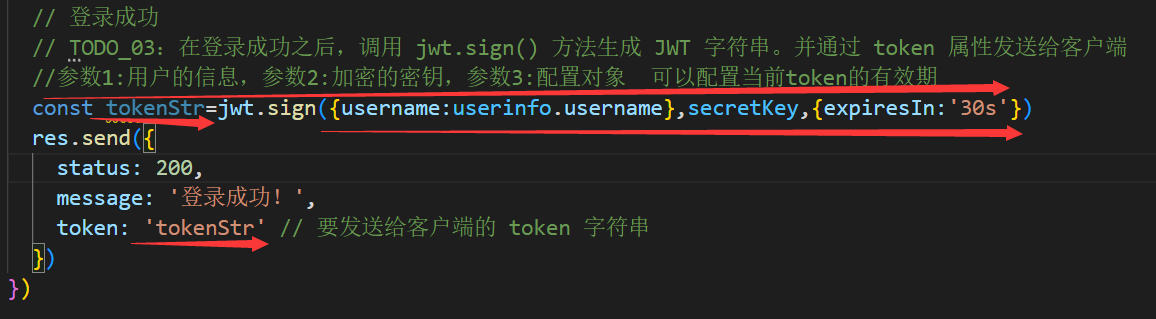 // 登录成功
// TODO_03：在登录成功之后，调用 jwt.sign() 方法生成 JWT 字符串。并通过 token 属性发送给客户端
//参数1:用户的信息，参数2:加密的密钥，参数3:配置对象 可以配置当前token的有效期
const tokenStr=jwt.sign({username:userinfo.username},secretKey,{expiresIn:'30s'})
res.send({
status: 200,
message: '登录成功！',
token: 'tokenStr' // 要发送给客户端的 token 字符串
})
})